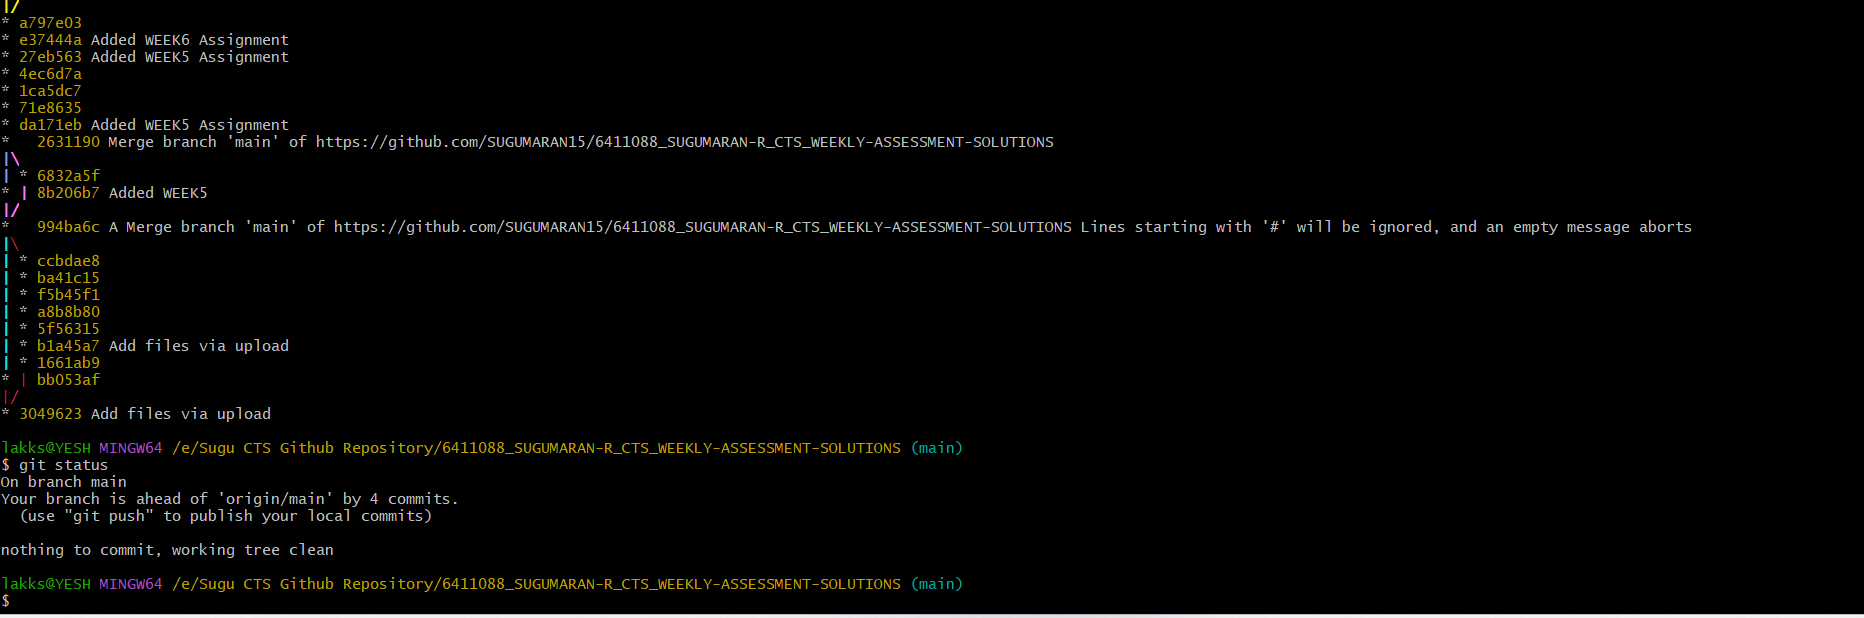 |/
* a797e03
* e37444a Added WEEK6 Assignment
* 27eb563 Added WEEK5 Assignment
* 4ec6d7a
* 1ca5dc7
* 71e8635
* da171eb Added WEEK5 Assignment
*   2631190 Merge branch 'main' of https://github.com/SUGUMARAN15/6411088_SUGUMARAN-R_CTS_WEEKLY-ASSESSMENT-SOLUTIONS
|\
| * 6832a5f
* | 8b206b7 Added WEEK5
|/
*   994ba6c A Merge branch 'main' of https://github.com/SUGUMARAN15/6411088_SUGUMARAN-R_CTS_WEEKLY-ASSESSMENT-SOLUTIONS Lines starting with '#' will be ignored, and an empty message aborts
|\
| * ccbdae8
| * ba41c15
| * f5b45f1
| * a8b8b80
| * 5f56315
| * b1a45a7 Add files via upload
| * 1661ab9
* | bb053af
|/
* 3049623 Add files via upload
lakks@YESH MINGW64 /e/Sugu CTS Github Repository/6411088_SUGUMARAN-R_CTS_WEEKLY-ASSESSMENT-SOLUTIONS (main)
$ git status
On branch main
Your branch is ahead of 'origin/main' by 4 commits.
  (use "git push" to publish your local commits)
nothing to commit, working tree clean
lakks@YESH MINGW64 /e/Sugu CTS Github Repository/6411088_SUGUMARAN-R_CTS_WEEKLY-ASSESSMENT-SOLUTIONS (main)
$